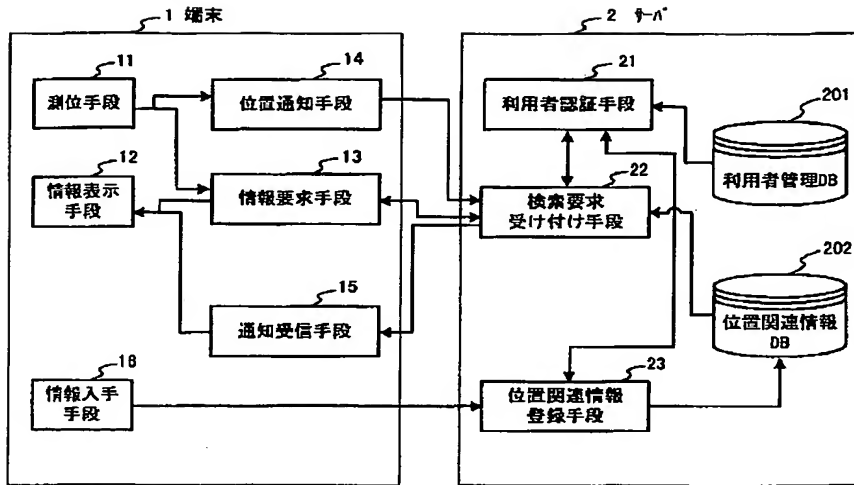 1 端末
2 サーバ
11
測位手段
14
位置通知手段
21
利用者認証手段
201
利用者管理DB
12
情報表示
手段
13
情報要求手段
22
検索要求
受け付け手段
202
位置関連情報
DB
15
通知受信手段
16
情報入手
手段
23
位置関連情報
登録手段